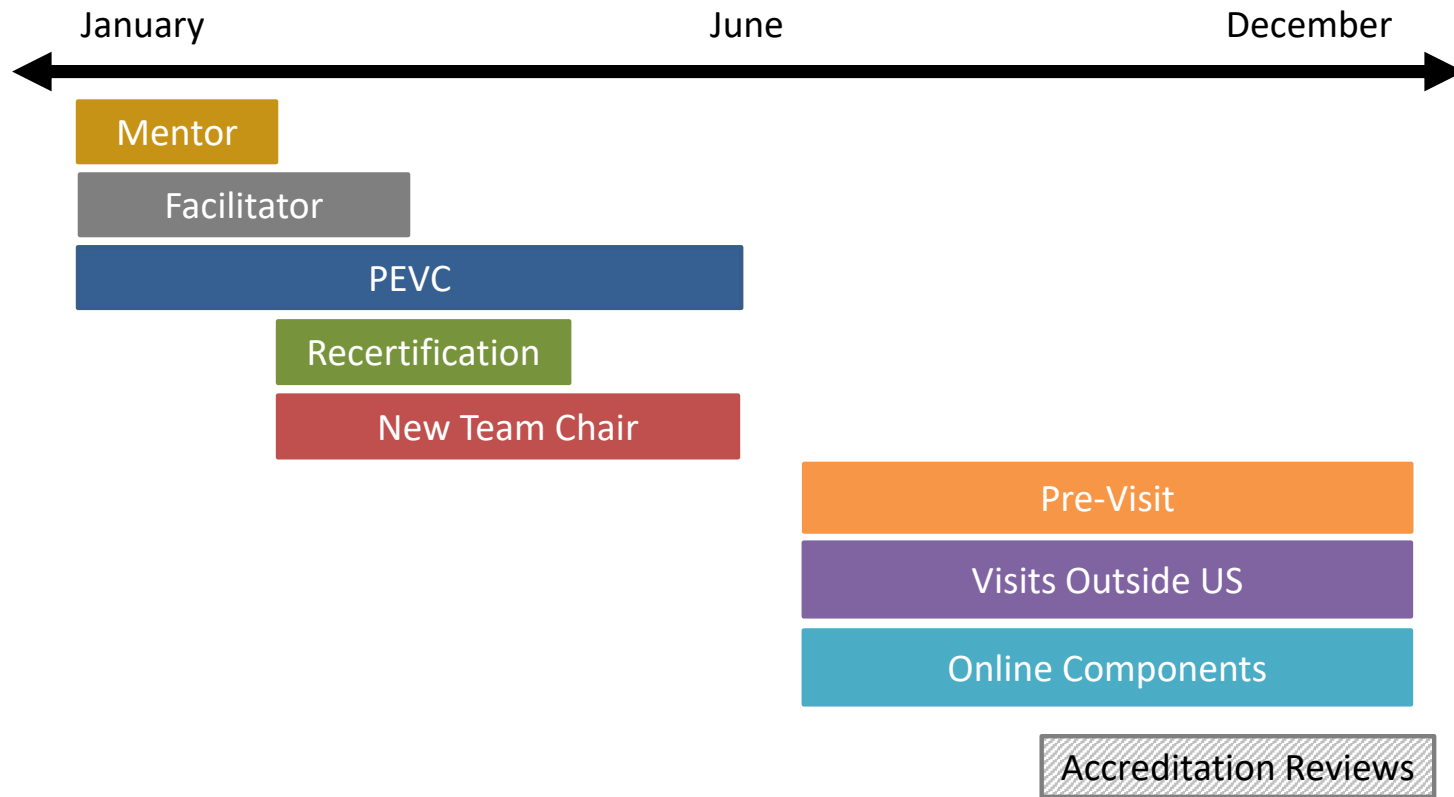 January June December
Mentor
Facilitator
PEVC
Recertification
New Team Chair
Pre-Visit
Visits Outside US
Online Components
Accreditation Reviews